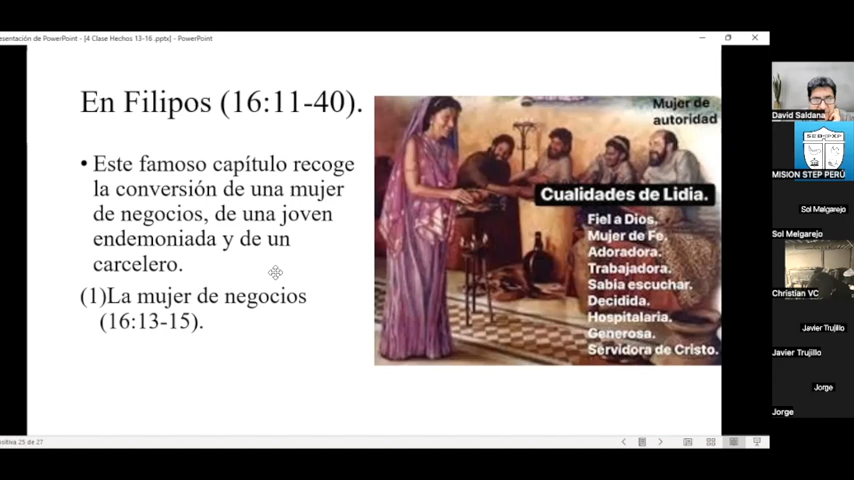 esentación de PowerPoint - [4 Clase Hechos 13-16 .pptx] - PowerPoint
En Filipos (16:11-40).
• Este famoso capítulo recoge
la conversión de una mujer
de negocios, de una joven
endemoniada y de un
carcelero.
(1)La mujer de negocios
(16:13-15).
Mujer de
autoridad
Cualidades de Lidia.
Fiel a Dios.
Mujer de Fe.
Adoradora.
Trabajadora.
Sabia escuchar.
Decidida.
Hospitalaria.
Generosa.
Servidora de Cristo.
David Saldana
MISION STEP PERÚ
Sol Malgarejo
Sol Melgarejo
Christian VC
Javier Trujillo
Javier Trujillo
Jorge
Jorge
ositiva 25 de 27